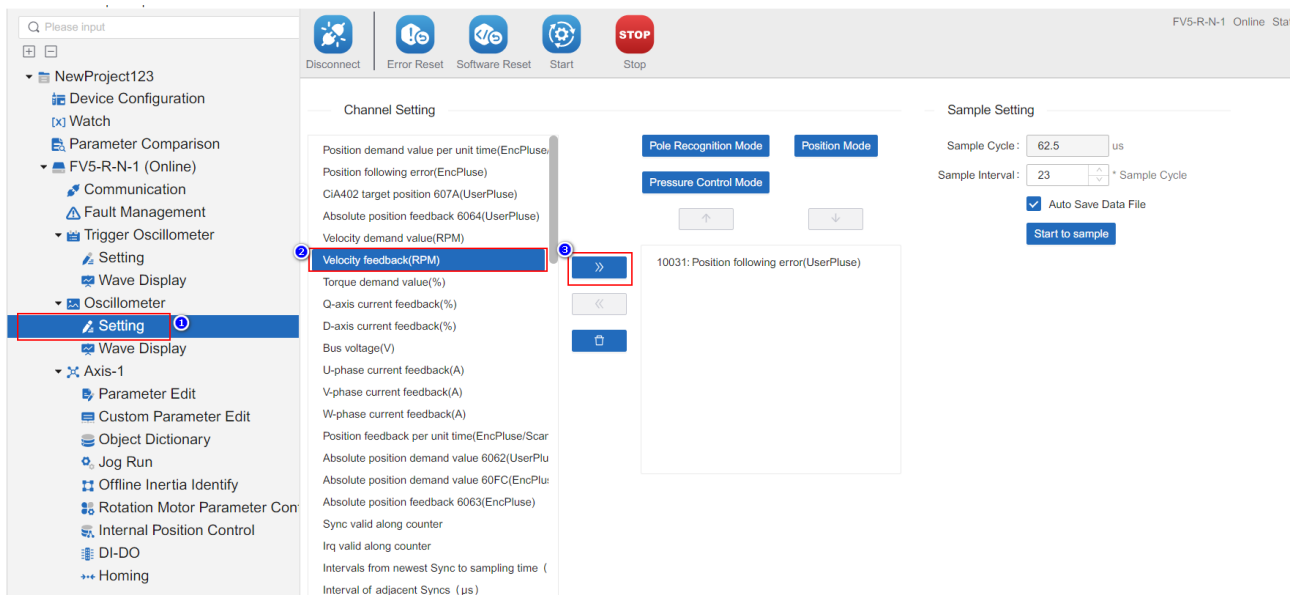 Please input
NewProject123
Device Configuration
[x] Watch
Parameter Comparison
FV5-R-N-1 (Online)
Communication
Fault Management
Trigger Oscillometer
Setting
Wave Display
Oscillometer
Setting
1
Wave Display
Axis-1
Parameter Edit
Custom Parameter Edit
Object Dictionary
Jog Run
Offline Inertia Identify
Rotation Motor Parameter Con
Internal Position Control
DI-DO
Homing
STOP
Disconnect
Error Reset
Software Reset
Start
Stop
FV5-R-N-1 Online Sta
Channel Setting
Position demand value per unit time(EncPluse/
Position following error(EncPluse)
CiA402 target position 607A(UserPluse)
Absolute position feedback 6064(UserPluse)
Velocity demand value(RPM)
2
Velocity feedback(RPM)
Torque demand value(%)
Q-axis current feedback(%)
D-axis current feedback(%)
Bus voltage(V)
U-phase current feedback(A)
V-phase current feedback(A)
W-phase current feedback(A)
Position feedback per unit time(EncPluse/Scan
Absolute position demand value 6062(UserPlu
Absolute position demand value 60FC(EncPlus
Absolute position feedback 6063(EncPluse)
Sync valid along counter
Irq valid along counter
Intervals from newest Sync to sampling time（
Interval of adjacent Syncs（μs）
3
Pole Recognition Mode
Position Mode
Pressure Control Mode
10031: Position following error(UserPluse)
Sample Setting
Sample Cycle : 62.5 us
Sample Interval : 23 * Sample Cycle
Auto Save Data File
Start to sample